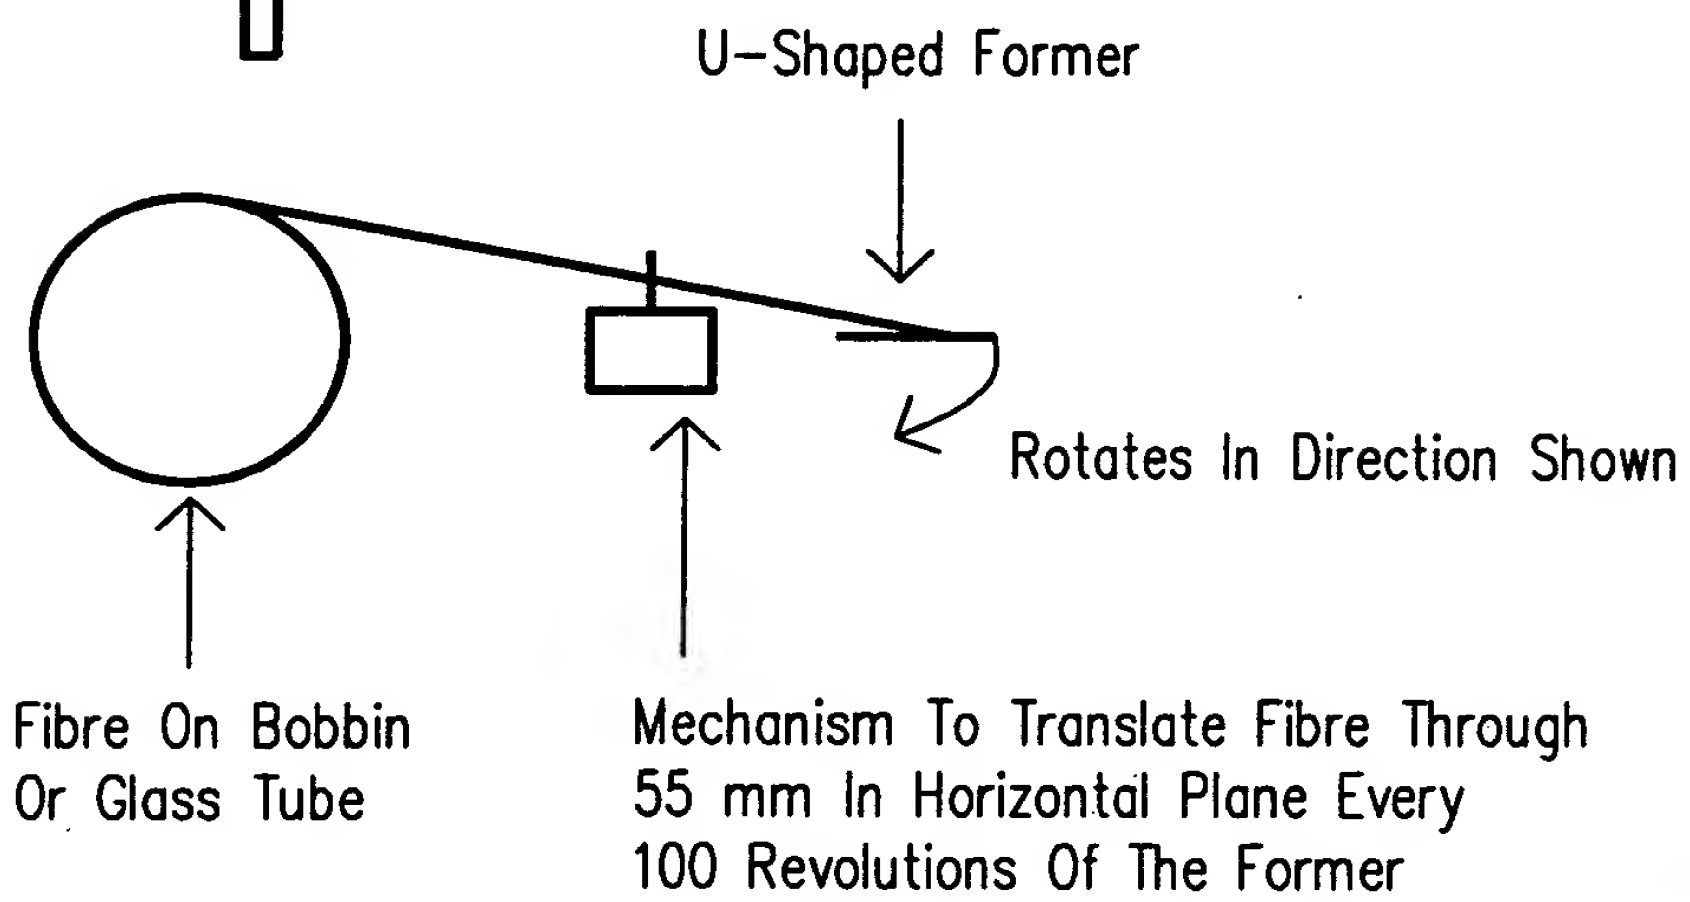 U-Shaped Former
Rotates In Direction Shown
Fibre On Bobbin
Or Glass Tube
Mechanism To Translate Fibre Through
55 mm In Horizontal Plane Every
100 Revolutions Of The Former